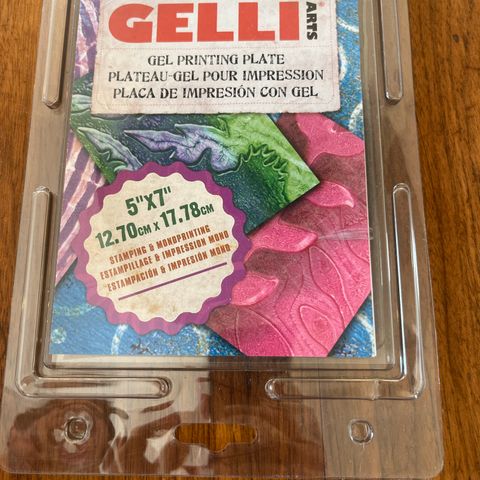 GELLI
ARTS
GEL PRINTING PLATE
PLATEAU-GEL POUR IMPRESSION
PLACA DE IMPRESIÓN CON GEL
5"X7"
12.70CM X 17.78CM
STAMPING & MONOPRINTING
ESTAMPILLAGE & IMPRESSION MONO
ESTAMPACIÓN & IMPRESIÓN MONO